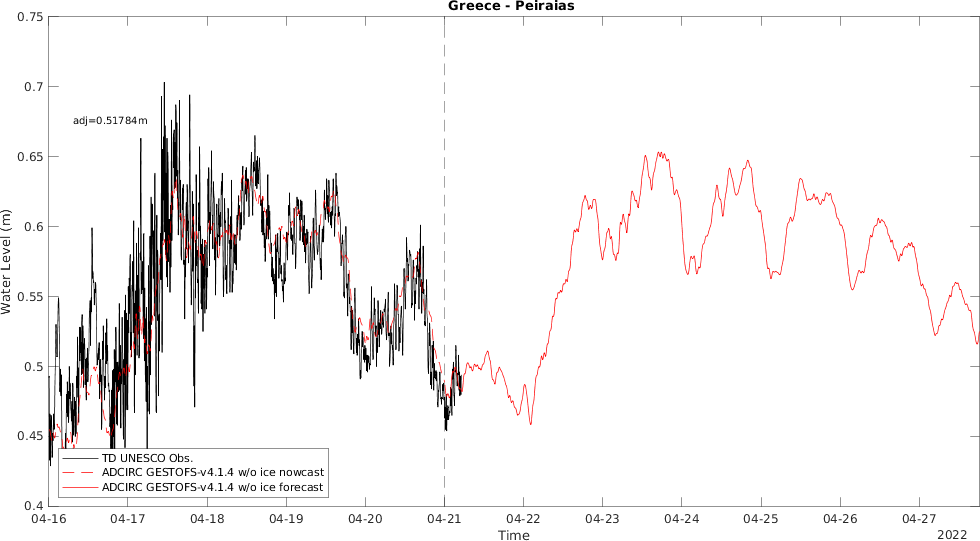 Greece - Peiraias
0.75
0.7
adj=0.51784m
0.65
0.6
Water Level (m)
0.55
0.5
0.45
0.4
TD UNESCO Obs.
ADCIRC GESTOFS-v4.1.4 w/o ice nowcast
ADCIRC GESTOFS-v4.1.4 w/o ice forecast
04-16 04-17 04-18 04-19 04-20 04-21 04-22 04-23 04-24 04-25 04-26 04-27
Time
2022